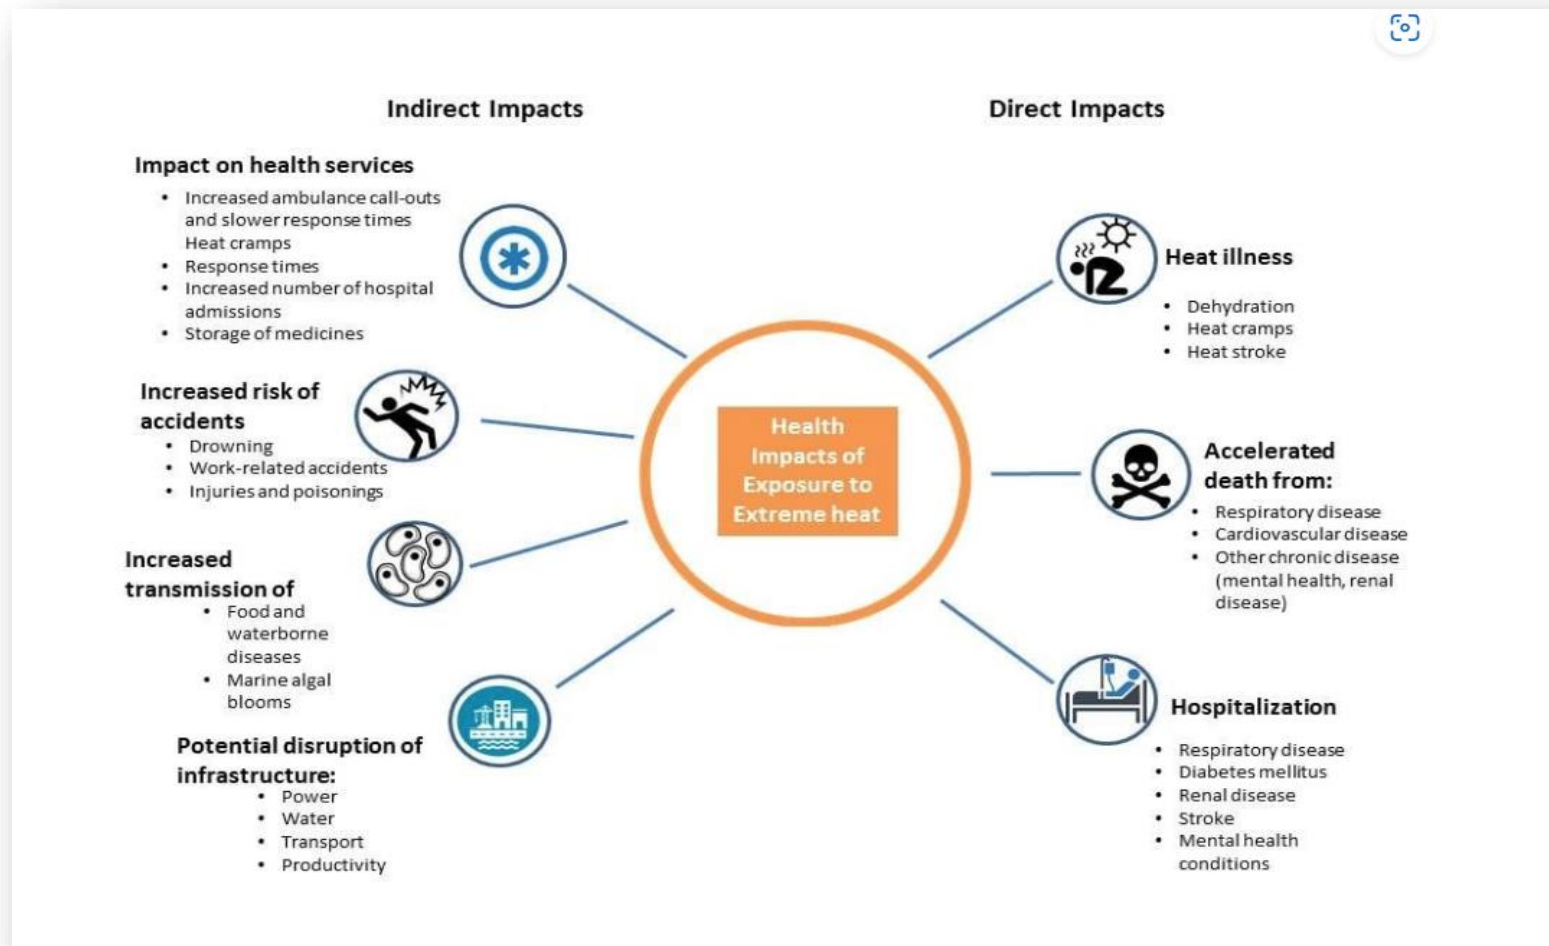 Indirect Impacts
Impact on health services
• Increased ambulance call-outs
and slower response times
Heat cramps
• Response times
• Increased number of hospital
admissions
• Storage of medicines
Increased risk of
accidents
• Drowning
• Work-related accidents
• Injuries and poisonings
Increased
transmission of
• Food and
waterborne
diseases
• Marine algal
blooms
Potential disruption of
infrastructure:
• Power
• Water
• Transport
• Productivity
Health
Impacts of
Exposure to
Extreme heat
Direct Impacts
Heat illness
• Dehydration
• Heat cramps
• Heat stroke
Accelerated
death from:
• Respiratory disease
• Cardiovascular disease
• Other chronic disease
(mental health, renal
disease)
Hospitalization
• Respiratory disease
• Diabetes mellitus
• Renal disease
• Stroke
• Mental health
conditions